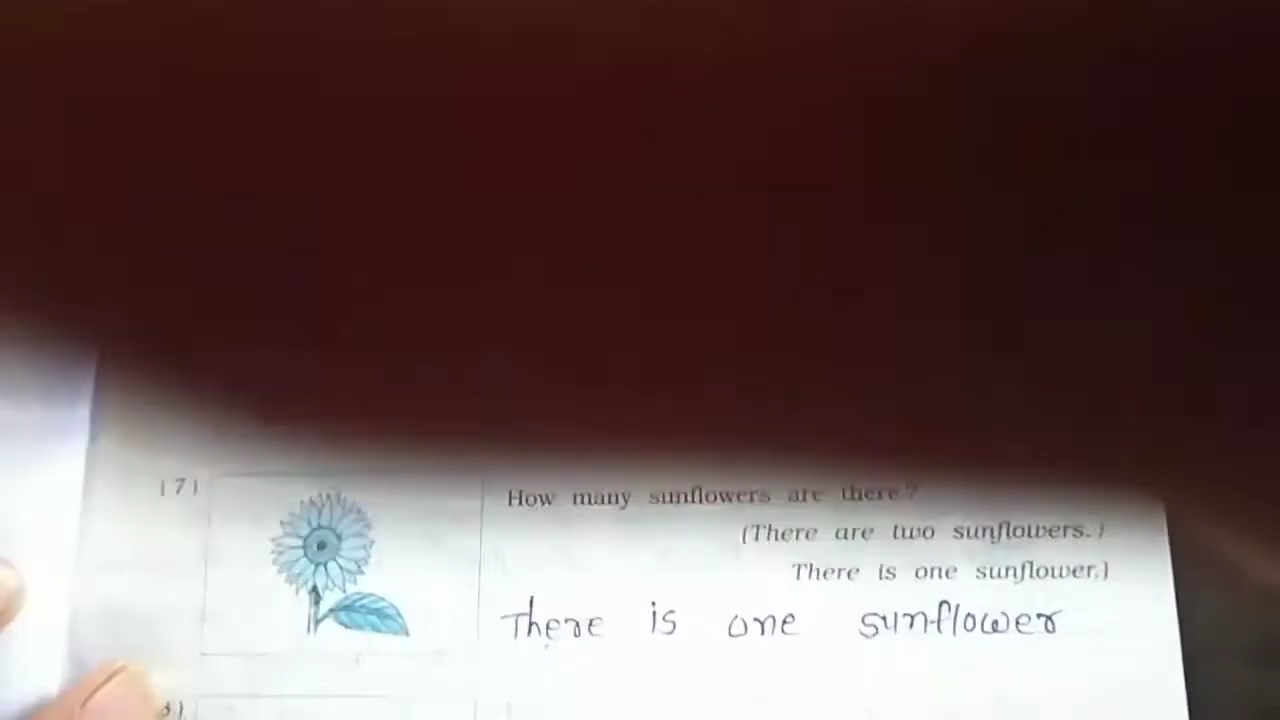 (7)
How many sunflowers are there?
(There are two sunflowers.)
There is one sunflower.)
There is one sunflower